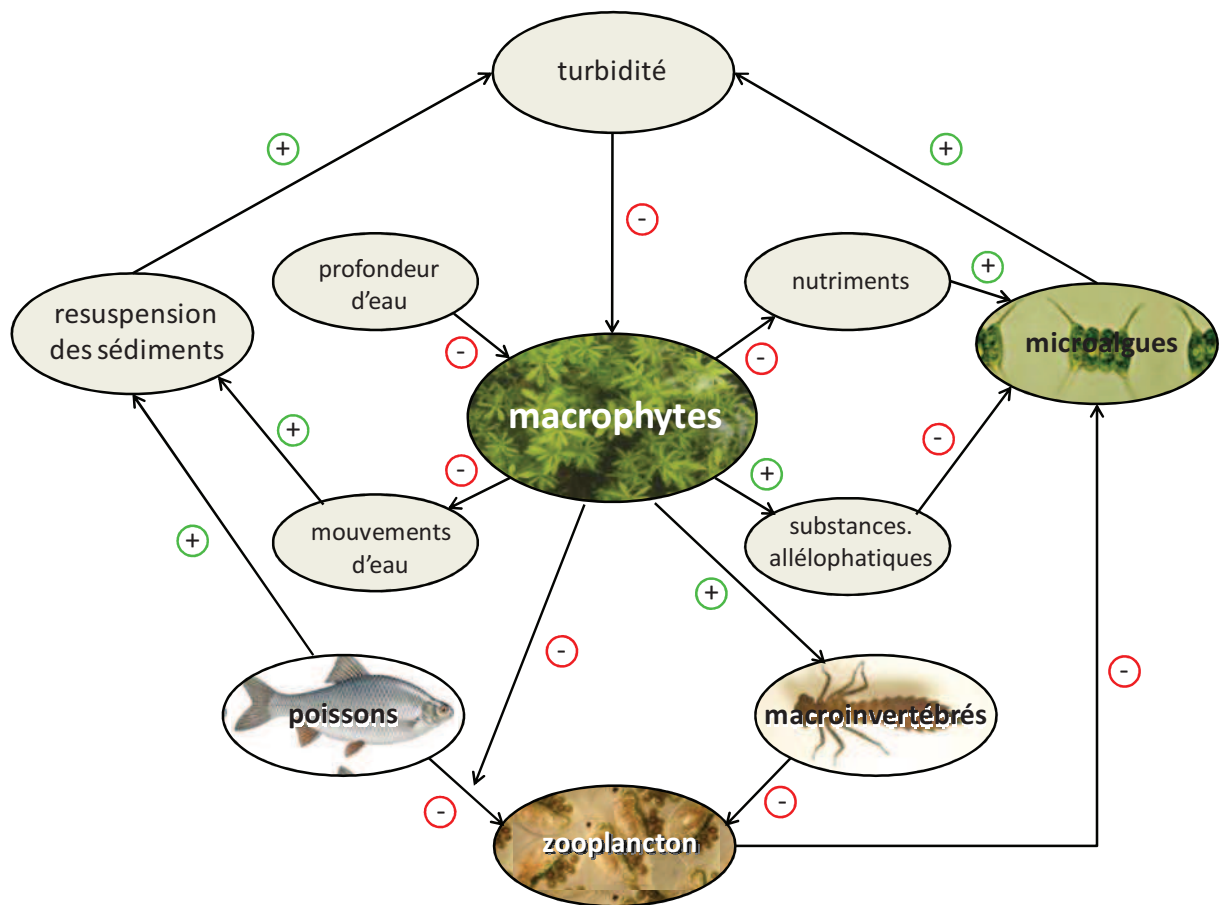 turbidité
+
+
-
profondeur
d'eau
nutriments
+
resuspension
des sédiments
microalgues
-
-
macrophytes
+
-
-
+
mouvements
d'eau
substances.
allélophatiques
+
+
-
-
poissons
macroinvertébrés
-
-
zooplancton